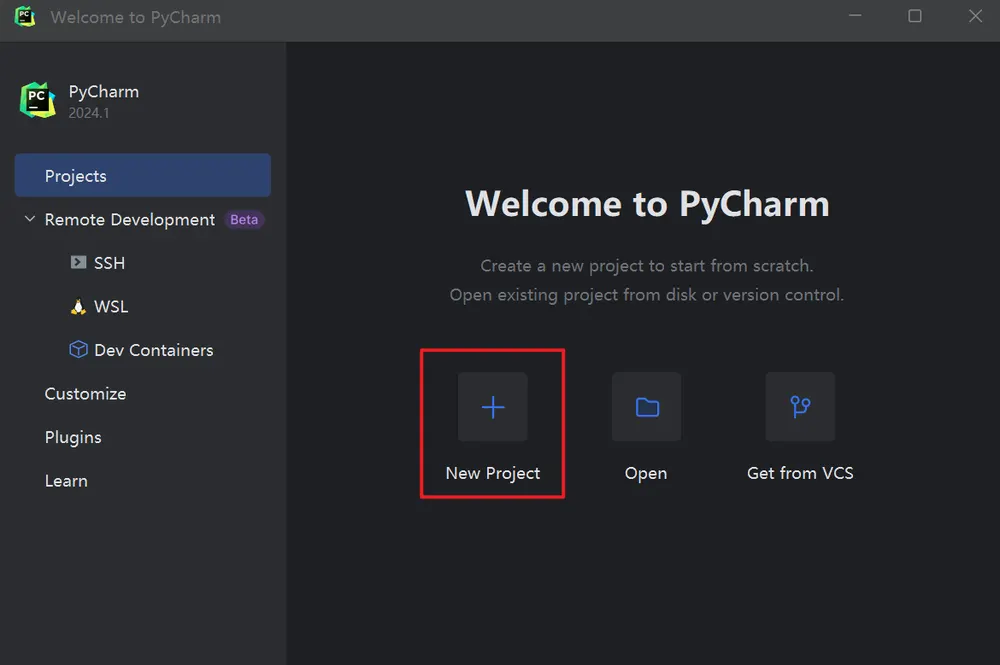 Welcome to PyCharm
PyCharm
2024.1
Projects
Remote Development Beta
SSH
WSL
Dev Containers
Customize
Plugins
Learn
Welcome to PyCharm
Create a new project to start from scratch.
Open existing project from disk or version control.
New Project
Open
Get from VCS